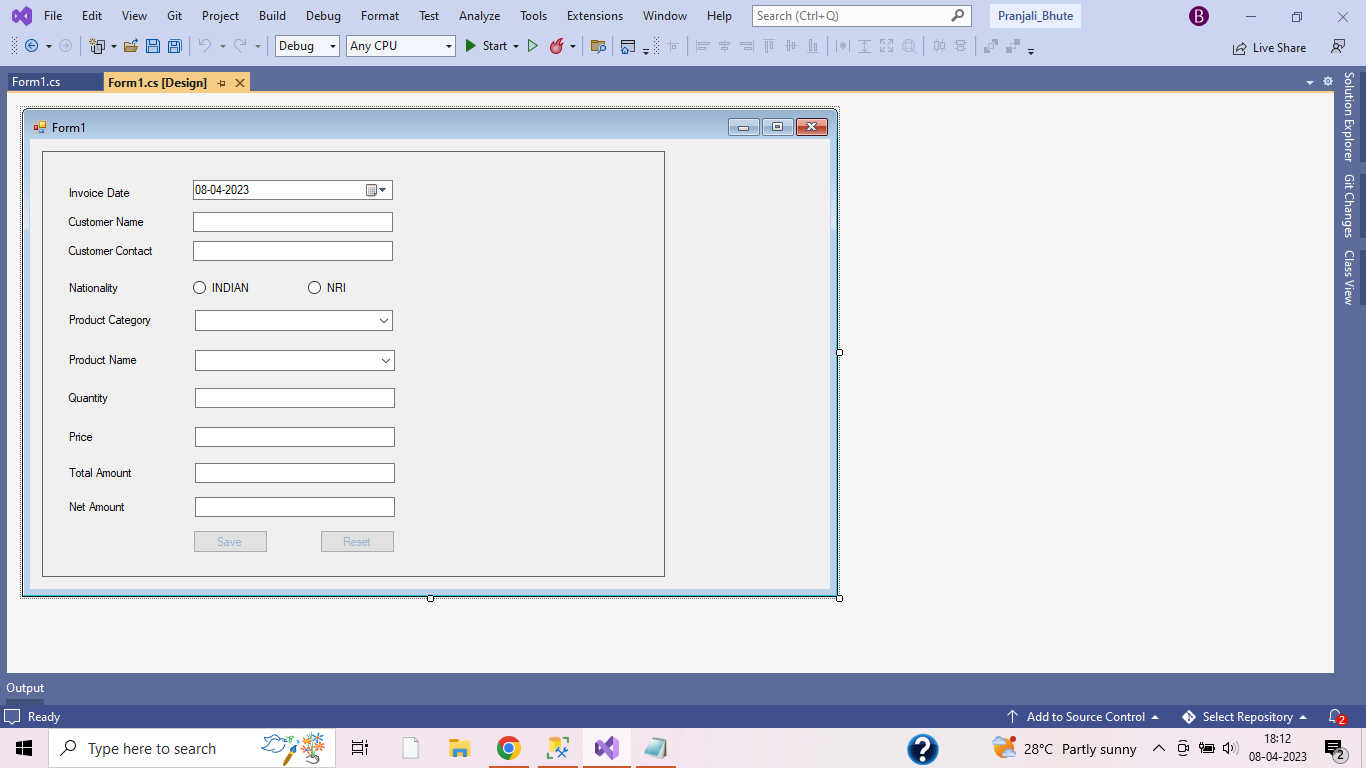 File Edit View Git Project Build Debug Format Test Analyze Tools Extensions Window Help Search (Ctrl+Q) Pranjali_Bhute B
Debug Any CPU Start Live Share
Form1.cs Form1.cs [Design]
Solution Explorer
Git Changes
Class View
Form1
Invoice Date 08-04-2023
Customer Name
Customer Contact
Nationality INDIAN NRI
Product Category
Product Name
Quantity
Price
Total Amount
Net Amount
Save Reset
Output
Ready Add to Source Control Select Repository 2
Type here to search ? 28°C Partly sunny 18:12
08-04-2023 2